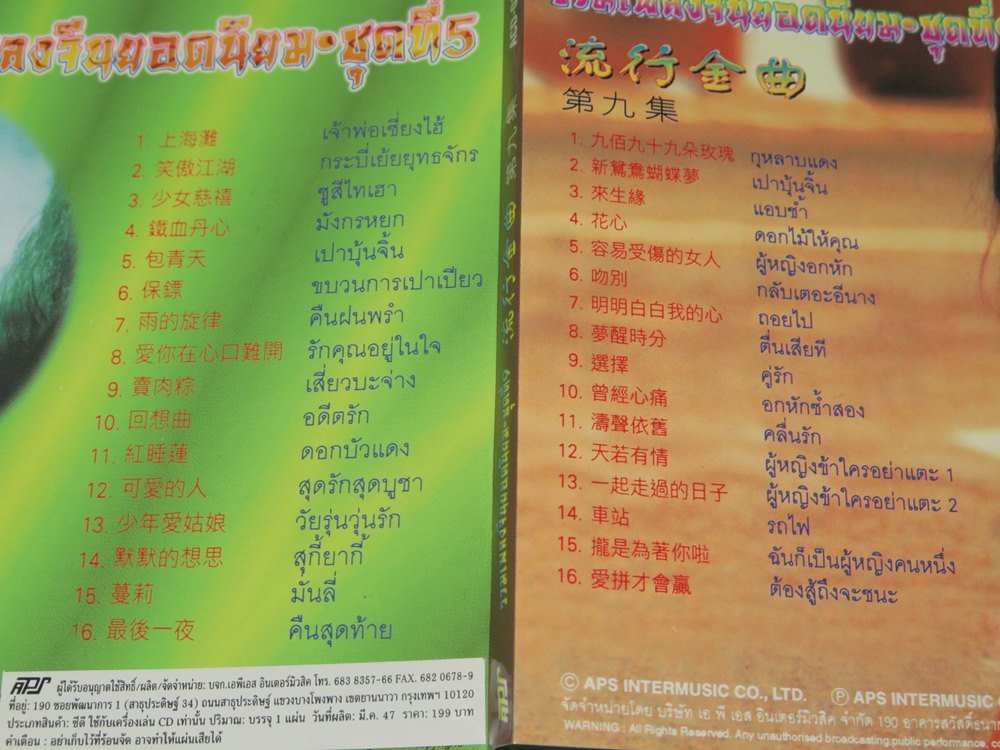 ลงจีนยอดนิยม•ชุดที่5
1. 上海灘 เจ้าพ่อเซี่ยงไฮ้
2. 笑傲江湖 กระบี่เย้ยยุทธจักร
3. 少女慈禧 ซูสีไทเฮา
4. 鐵血丹心 มังกรหยก
5. 包青天 เปาบุ้นจิ้น
6. 保鏢 ขบวนการเปาเปียว
7. 雨的旋律 คืนฝนพรำ
8. 愛你在心口難開 รักคุณอยู่ในใจ
9. 賣肉粽 เสี่ยวบะจ่าง
10. 回想曲 อดีตรัก
11. 紅睡蓮 ดอกบัวแดง
12. 可愛的人 สุดรักสุดบูชา
13. 少年愛姑娘 วัยรุ่นวุ่นรัก
14. 默默的想思 สุกี้ยากี้
15. 蔓莉 มันลี่
16. 最後一夜 คืนสุดท้าย
APS ผู้ได้รับอนุญาตใช้สิทธิ์/ผลิต/จัดจำหน่าย: บจก.เอพีเอส อินเตอร์มิวสิค โทร. 683 8357-66 FAX. 682 0678-9
ที่อยู่: 190 ซอยพัฒนาการ 1 (สาธุประดิษฐ์ 34) ถนนสาธุประดิษฐ์ แขวงบางโพงพาง เขตยานนาวา กรุงเทพฯ 10120
ประเภทสินค้า: ซีดี ใช้กับเครื่องเล่น CD เท่านั้น ปริมาณ: บรรจุ 1 แผ่น วันที่ผลิต: มี.ค. 47 ราคา: 199 บาท
คำเตือน : อย่าเก็บไว้ที่ร้อนจัด อาจทำให้แผ่นเสียได้
流行金曲 第九集
APS
จีนยอดนิยม•ชุดที่
流行金曲
第九集
1. 九佰九十九朵玫瑰 กุหลาบแดง
2. 新鴛鴦蝴蝶夢 เปาบุ้นจิ้น
3. 來生緣 แอบช้ำ
4. 花心 ดอกไม้ให้คุณ
5. 容易受傷的女人 ผู้หญิงอกหัก
6. 吻別 กลับเตอะอีนาง
7. 明明白白我的心 ถอยไป
8. 夢醒時分 ตื่นเสียที
9. 選擇 คู่รัก
10. 曾經心痛 อกหักซ้ำสอง
11. 濤聲依舊 คลื่นรัก
12. 天若有情 ผู้หญิงข้าใครอย่าแตะ 1
13. 一起走過的日子 ผู้หญิงข้าใครอย่าแตะ 2
14. 車站 รถไฟ
15. 攏是為著你啦 ฉันก็เป็นผู้หญิงคนหนึ่ง
16. 愛拼才會贏 ต้องสู้ถึงจะชนะ
Ⓒ APS INTERMUSIC CO., LTD. Ⓟ APS INTERMUSIC
จัดจำหน่ายโดย บริษัท เอ พี เอส อินเตอร์มิวสิค จำกัด 190 อาคารสวัสดิ์ธนา
WARNING : All Rights Reserved. Any unauthorised broadcasting.public performance.